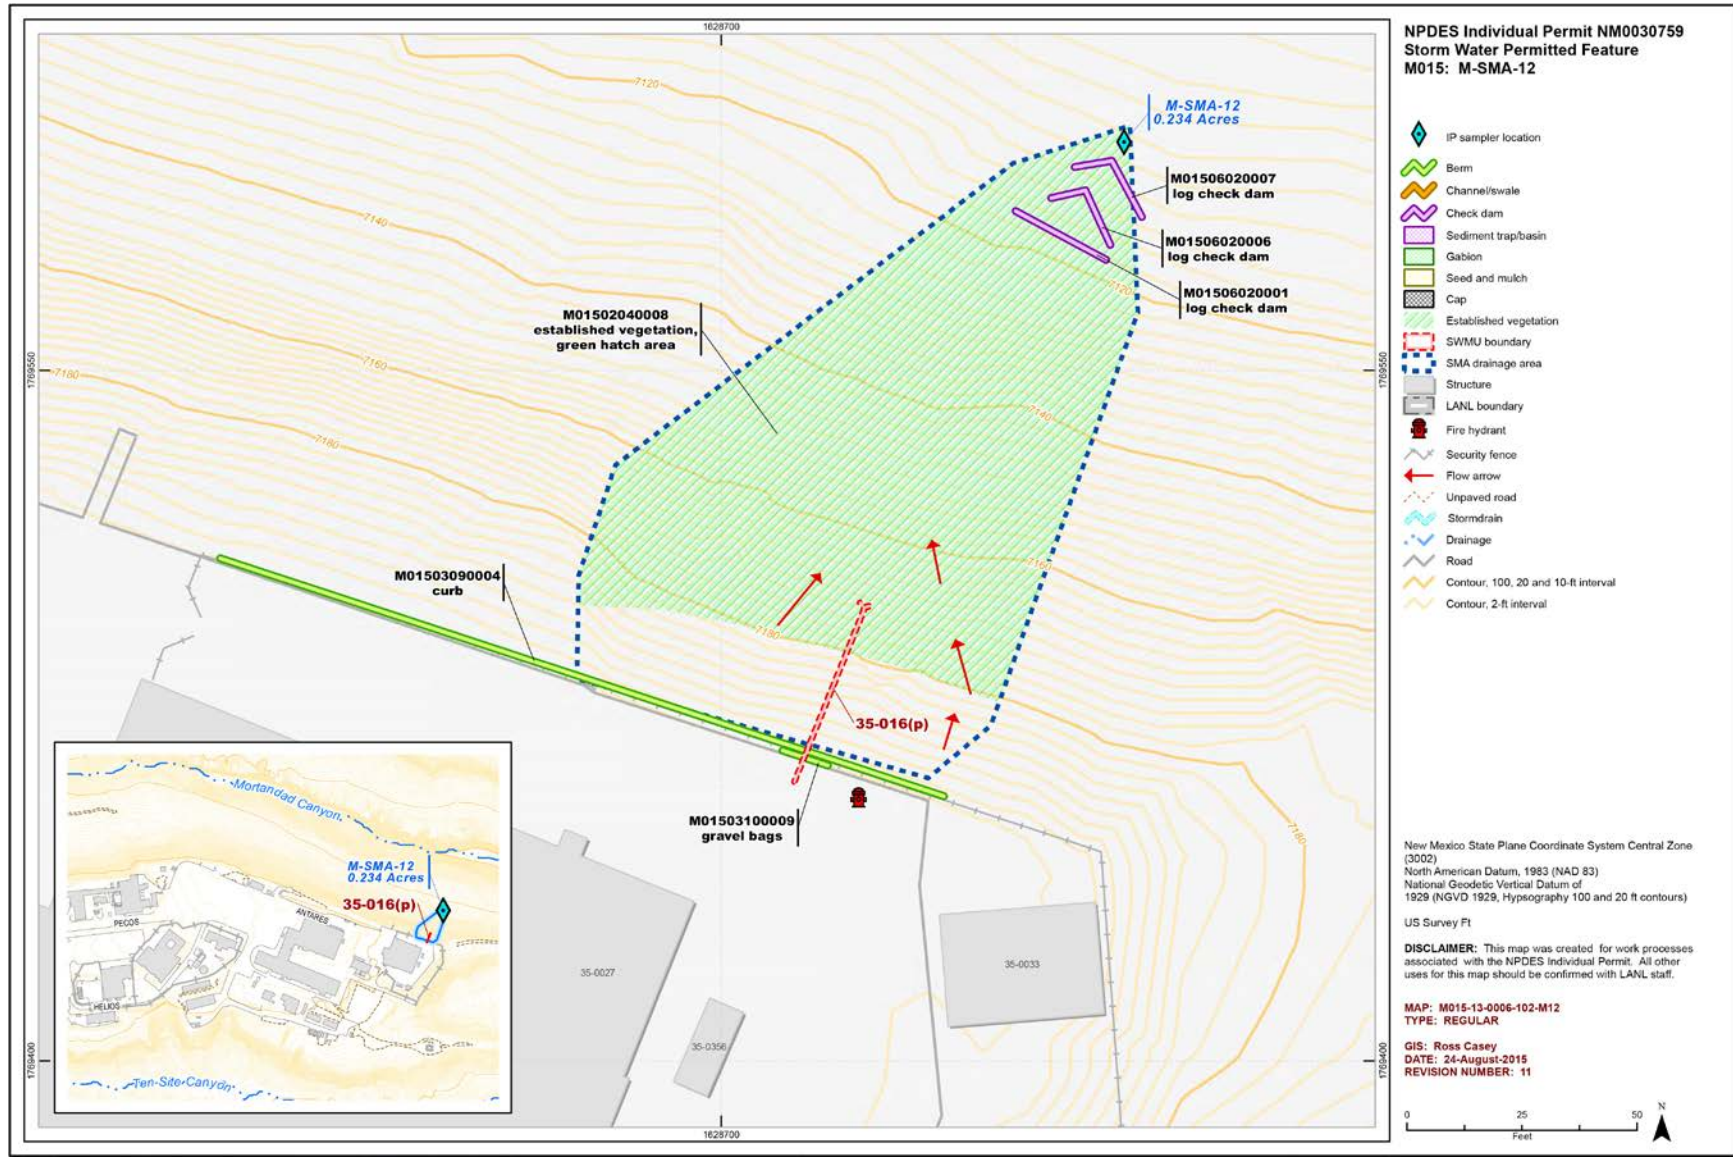 1628700
NPDES Individual Permit NM0030759
Storm Water Permitted Feature
M015: M-SMA-12
7120
M-SMA-12
0.234 Acres
IP sampler location
Berm
Channel/swale
Check dam
Sediment trap/basin
Gabion
Seed and mulch
Cap
Established vegetation
SWMU boundary
SMA drainage area
Structure
LANL boundary
Fire hydrant
Security fence
Flow arrow
Unpaved road
Stormdrain
Drainage
Road
Contour, 100, 20 and 10-ft interval
Contour, 2-ft interval
M01506020007
log check dam
7140
M01506020006
log check dam
7120
M01506020001
log check dam
M01502040008
established vegetation,
green hatch area
7160
1769550
1769550
7180
7140
7180
7160
M01503090004
curb
7180
35-016(p)
M01503100009
gravel bags
7180
Mortandad Canyon
M-SMA-12
0.234 Acres
35-016(p)
ANTARES
PECOS
HELIOS
Ten-Site Canyon
35-0027
35-0033
35-0356
1769400
1769400
1628700
New Mexico State Plane Coordinate System Central Zone
(3002)
North American Datum, 1983 (NAD 83)
National Geodetic Vertical Datum of
1929 (NGVD 1929, Hypsography 100 and 20 ft contours)
US Survey Ft
DISCLAIMER: This map was created for work processes
associated with the NPDES Individual Permit. All other
uses for this map should be confirmed with LANL staff.
MAP: M015-13-0006-102-M12
TYPE: REGULAR
GIS: Ross Casey
DATE: 24-August-2015
REVISION NUMBER: 11
0 25 50
Feet
N